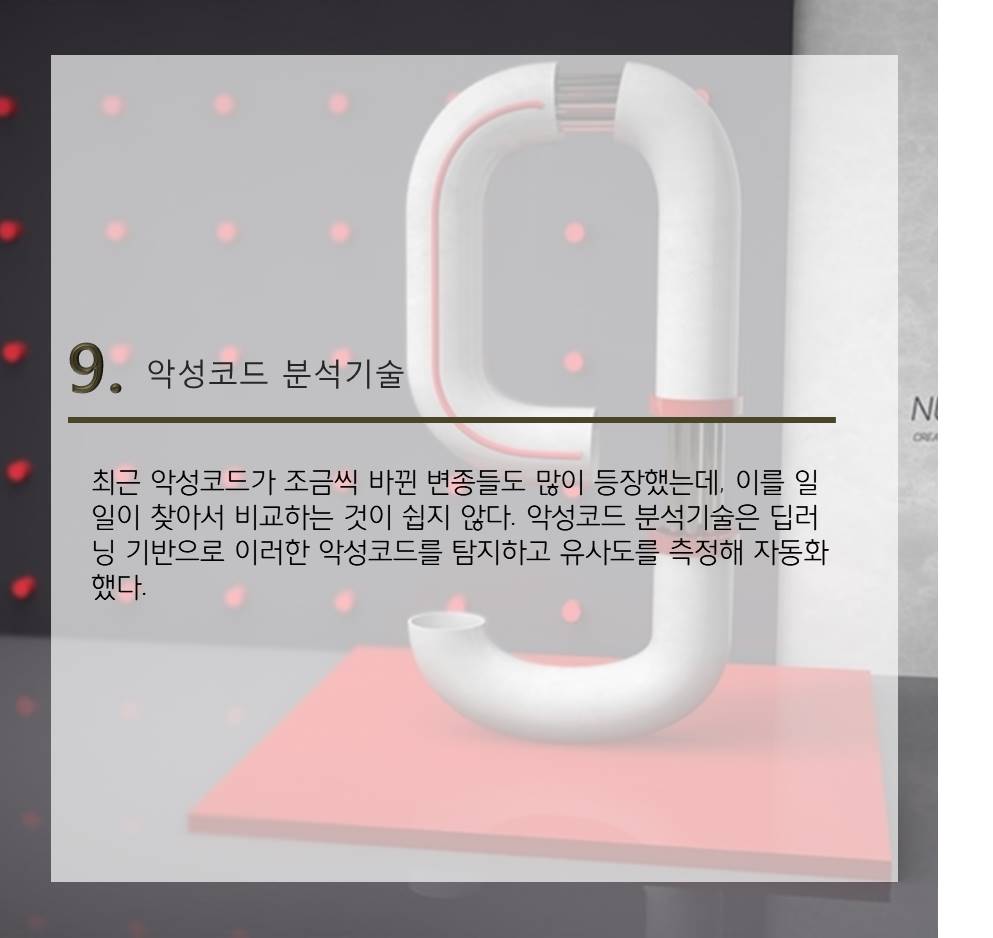 9. 악성코드 분석기술
최근 악성코드가 조금씩 바뀐 변종들도 많이 등장했는데, 이를 일
일이 찾아서 비교하는 것이 쉽지 않다. 악성코드 분석기술은 딥러
닝 기반으로 이러한 악성코드를 탐지하고 유사도를 측정해 자동화
했다.